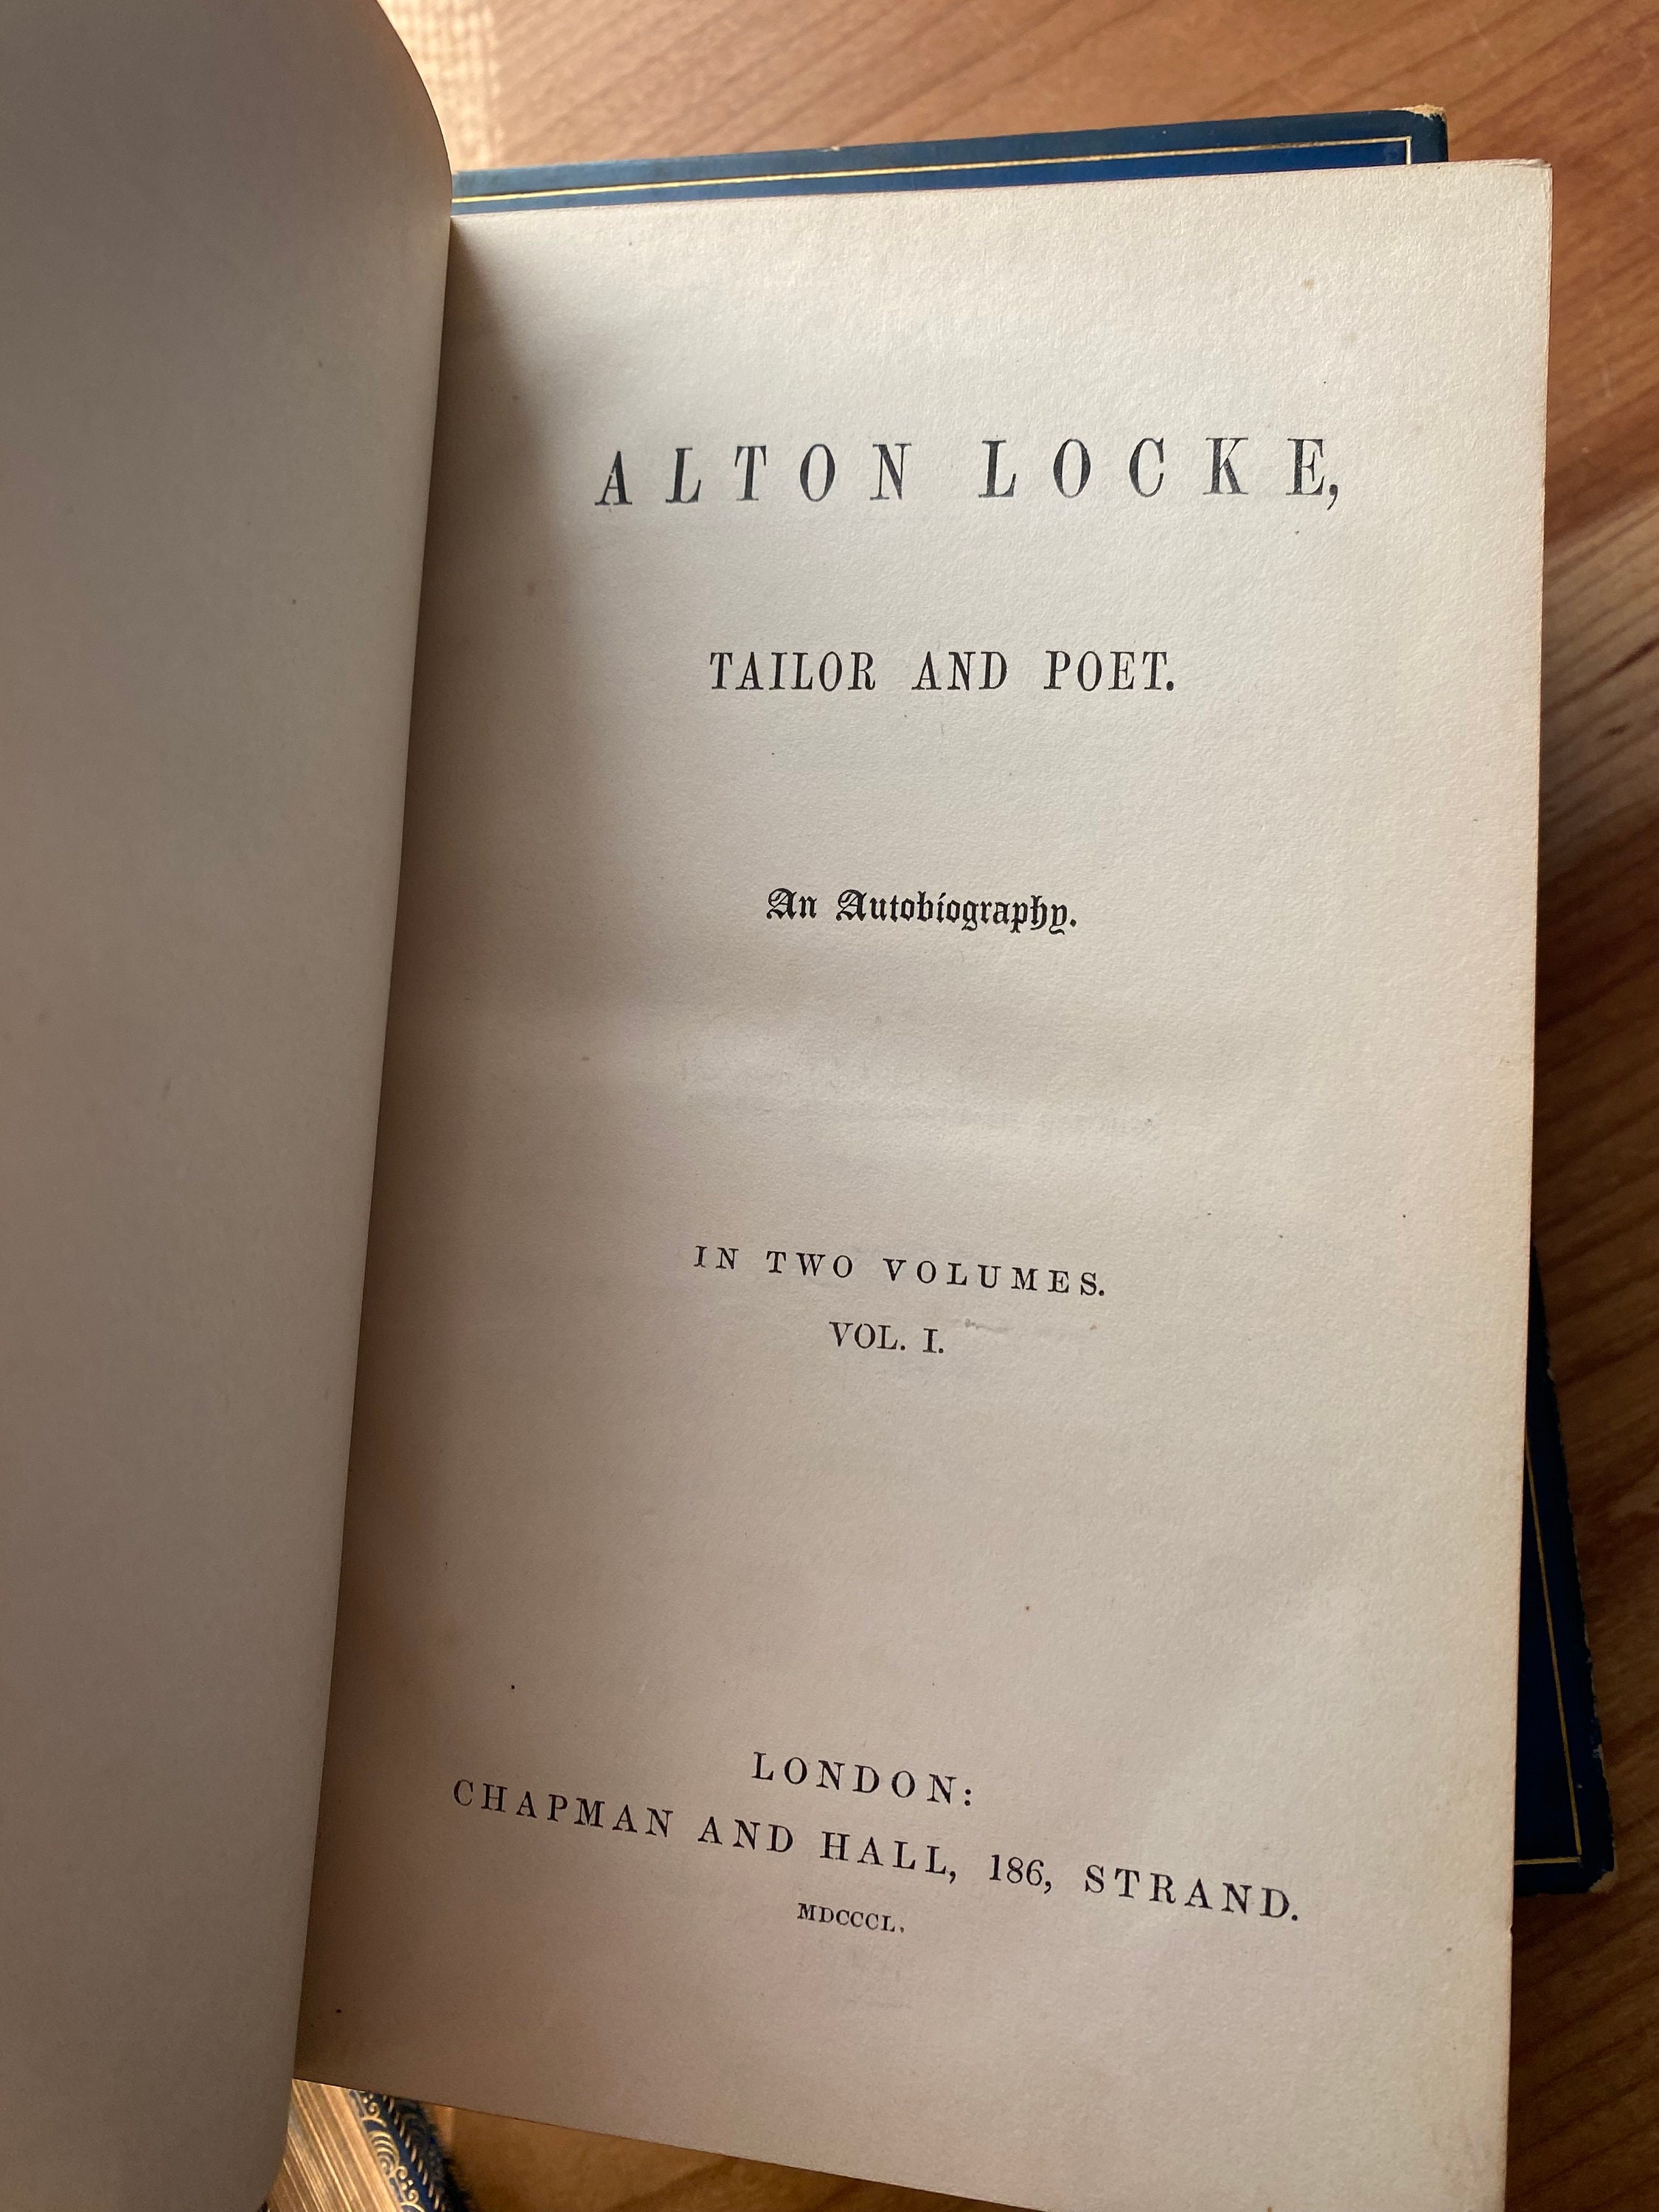 ALTON LOCKE,
TAILOR AND POET.
An Autobiography.
IN TWO VOLUMES.
VOL. I.
LONDON:
CHAPMAN AND HALL, 186, STRAND.
MDCCCL.